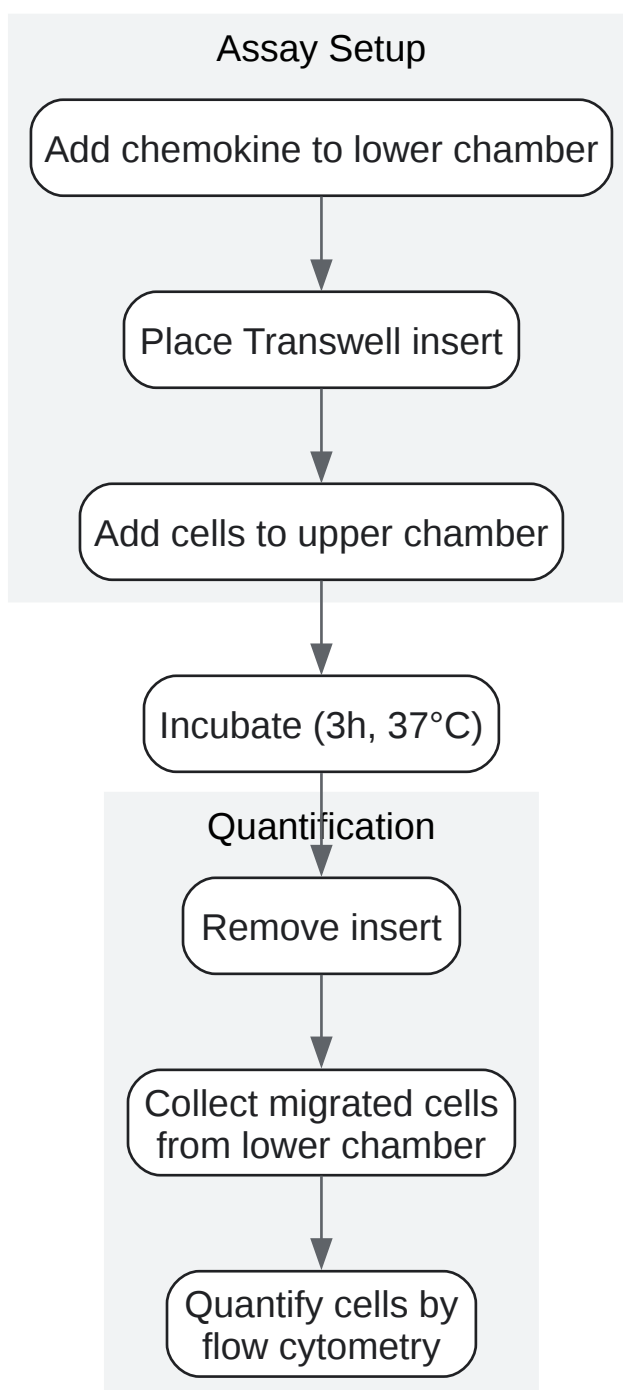 Assay Setup
Add chemokine to lower chamber
Place Transwell insert
Add cells to upper chamber
Incubate (3h, 37°C)
Quantification
Remove insert
Collect migrated cells
from lower chamber
Quantify cells by
flow cytometry